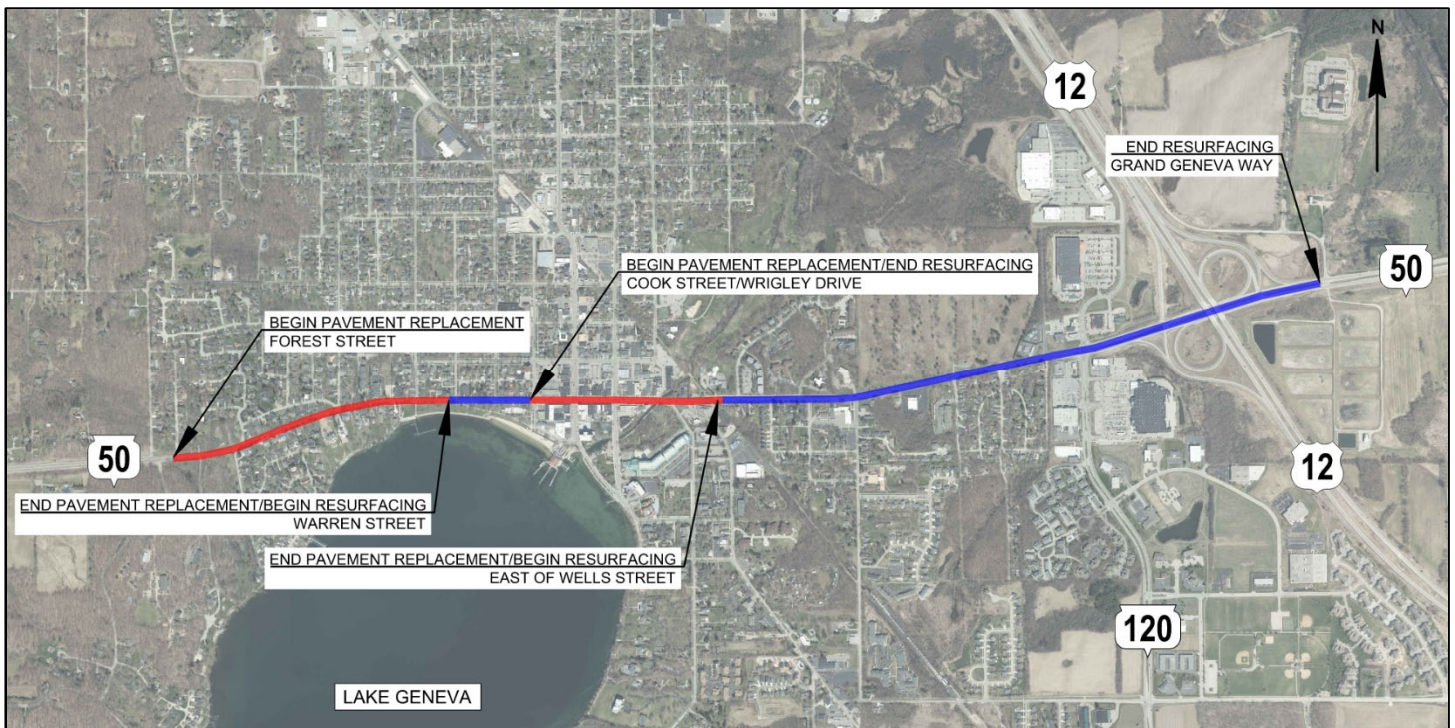 N
12
END RESURFACING
GRAND GENEVA WAY
BEGIN PAVEMENT REPLACEMENT/END RESURFACING
COOK STREET/WRIGLEY DRIVE
50
BEGIN PAVEMENT REPLACEMENT
FOREST STREET
50
12
END PAVEMENT REPLACEMENT/BEGIN RESURFACING
WARREN STREET
END PAVEMENT REPLACEMENT/BEGIN RESURFACING
EAST OF WELLS STREET
120
LAKE GENEVA